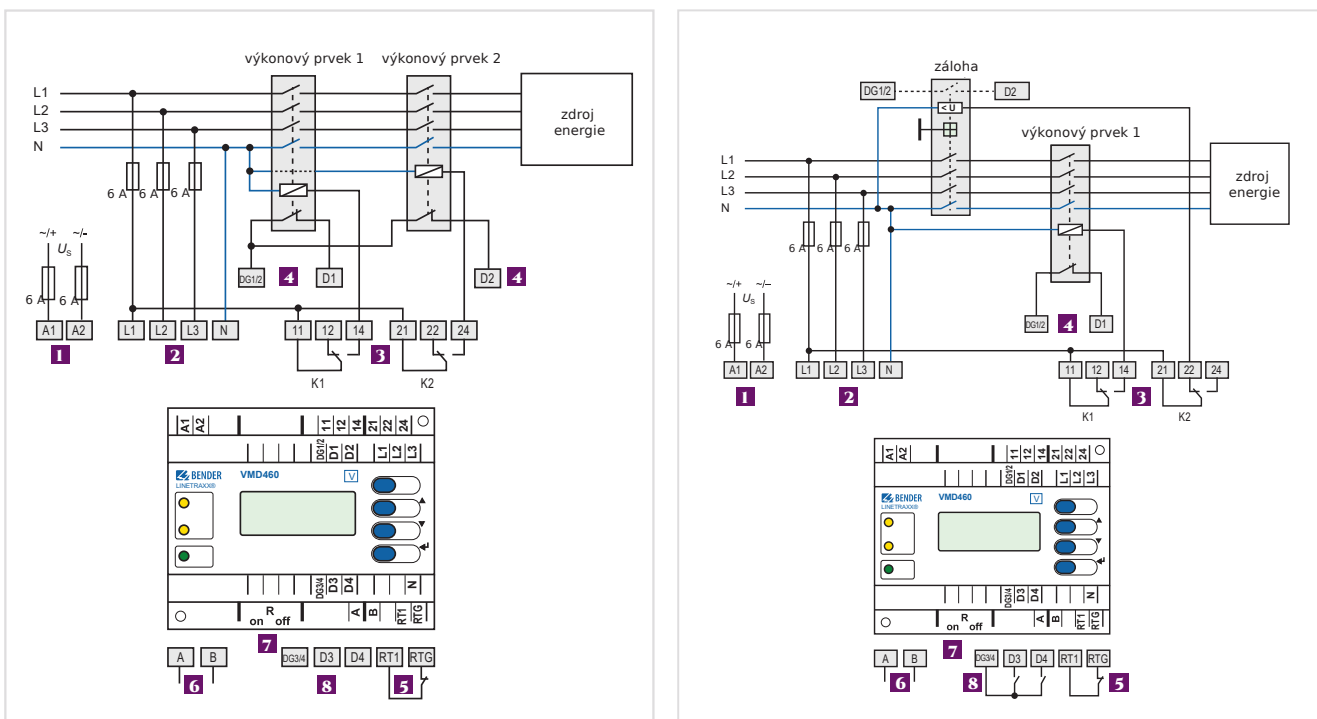 výkonový prvek 1 výkonový prvek 2
L1
L2
L3
N
zdroj
energie
6 A 6 A 6 A
~/+ ~/-
Us
6 A 6 A
DG1/2 4 D1 D2 4
A1 A2 L1 L2 L3 N 11 12 14 21 22 24
1 2 3
K1 K2
A1 A2 11 12 14 21 22 24
DG1/2 D1 D2 L1 L2 L3
BENDER VMD460 V
LINETRAXX®
DG3/4 D3 D4 N
R
on off
A B RT1 RTG
7
A B DG3/4 D3 D4 RT1 RTG
6 8 5
záloha
DG1/2 D2
< U
výkonový prvek 1
L1
L2
L3
N
zdroj
energie
6 A 6 A 6 A
~/+ ~/-
Us
6 A 6 A
DG1/2 4 D1
A1 A2 L1 L2 L3 N 11 12 14 21 22 24
1 2 3
K1 K2
A1 A2 11 12 14 21 22 24
DG1/2 D1 D2 L1 L2 L3
BENDER VMD460 V
LINETRAXX®
DG3/4 D3 D4 N
R
on off
A B RT1 RTG
7
A B DG3/4 D3 D4 RT1 RTG
6 8 5